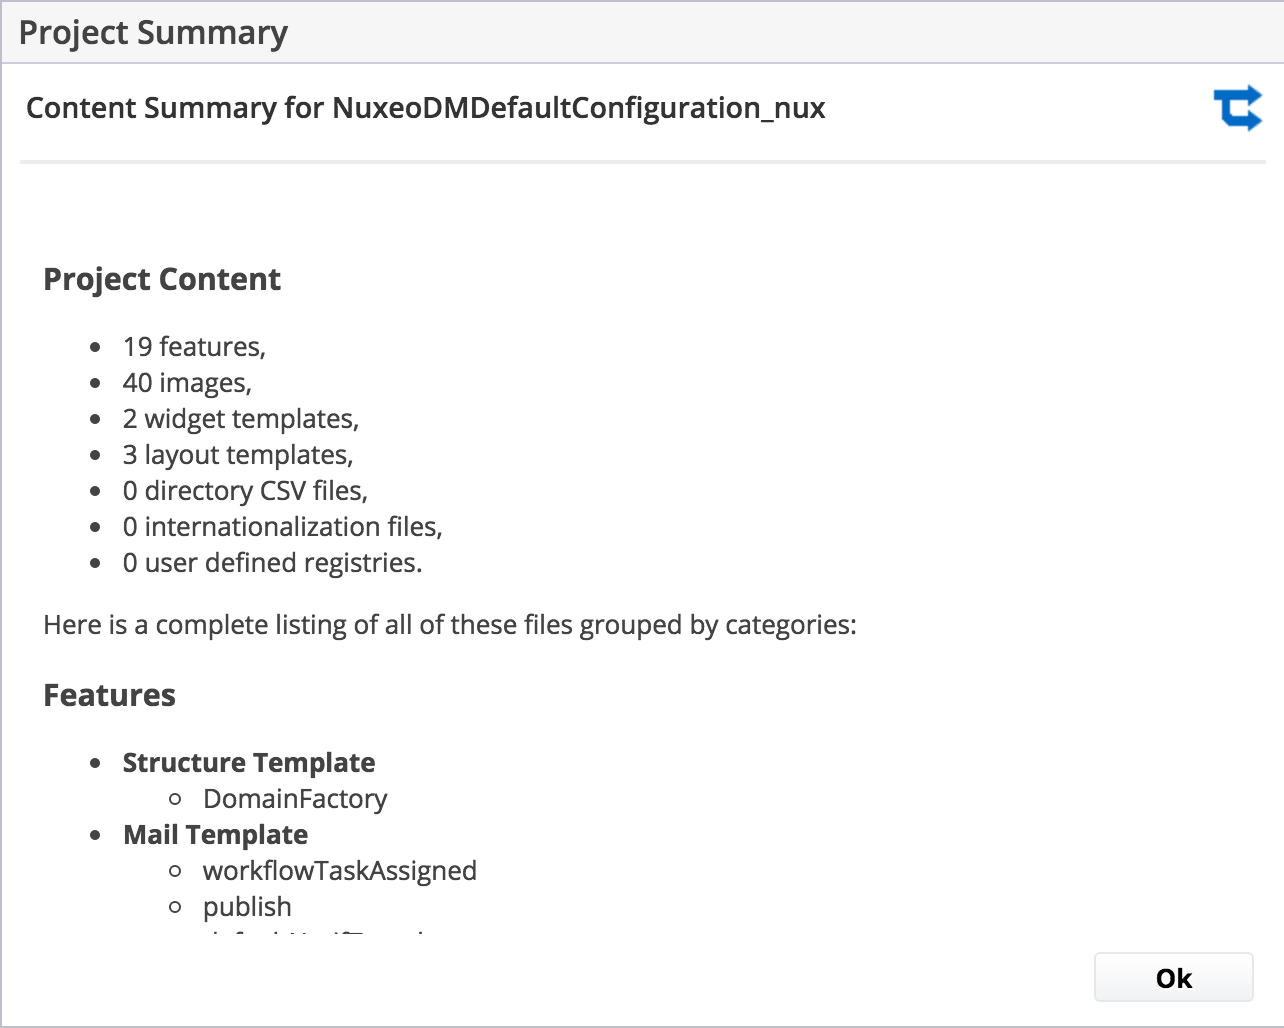 Project Summary
Content Summary for NuxeoDMDefaultConfiguration_nux
Project Content
19 features,
40 images,
2 widget templates,
3 layout templates,
0 directory CSV files,
0 internationalization files,
0 user defined registries.
Here is a complete listing of all of these files grouped by categories:
Features
Structure Template
DomainFactory
Mail Template
workflowTaskAssigned
publish
Ok